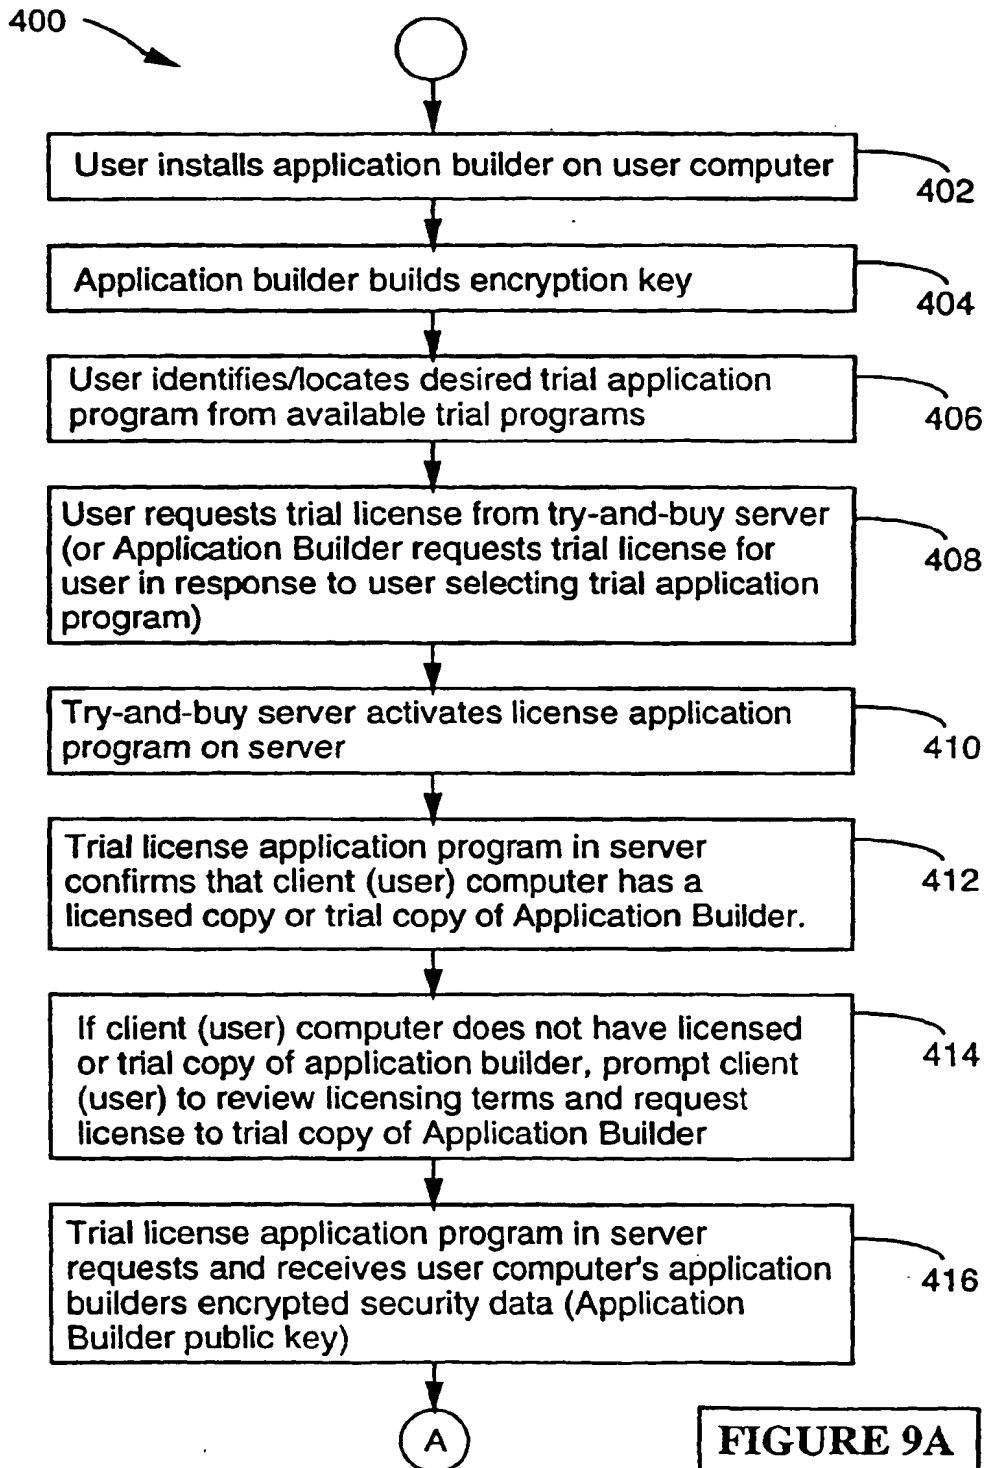 400
User installs application builder on user computer
402
Application builder builds encryption key
404
User identifies/locates desired trial application
program from available trial programs
406
User requests trial license from try-and-buy server
(or Application Builder requests trial license for
user in response to user selecting trial application
program)
408
Try-and-buy server activates license application
program on server
410
Trial license application program in server
confirms that client (user) computer has a
licensed copy or trial copy of Application Builder.
412
If client (user) computer does not have licensed
or trial copy of application builder, prompt client
(user) to review licensing terms and request
license to trial copy of Application Builder
414
Trial license application program in server
requests and receives user computer's application
builders encrypted security data (Application
Builder public key)
416
A
FIGURE 9A